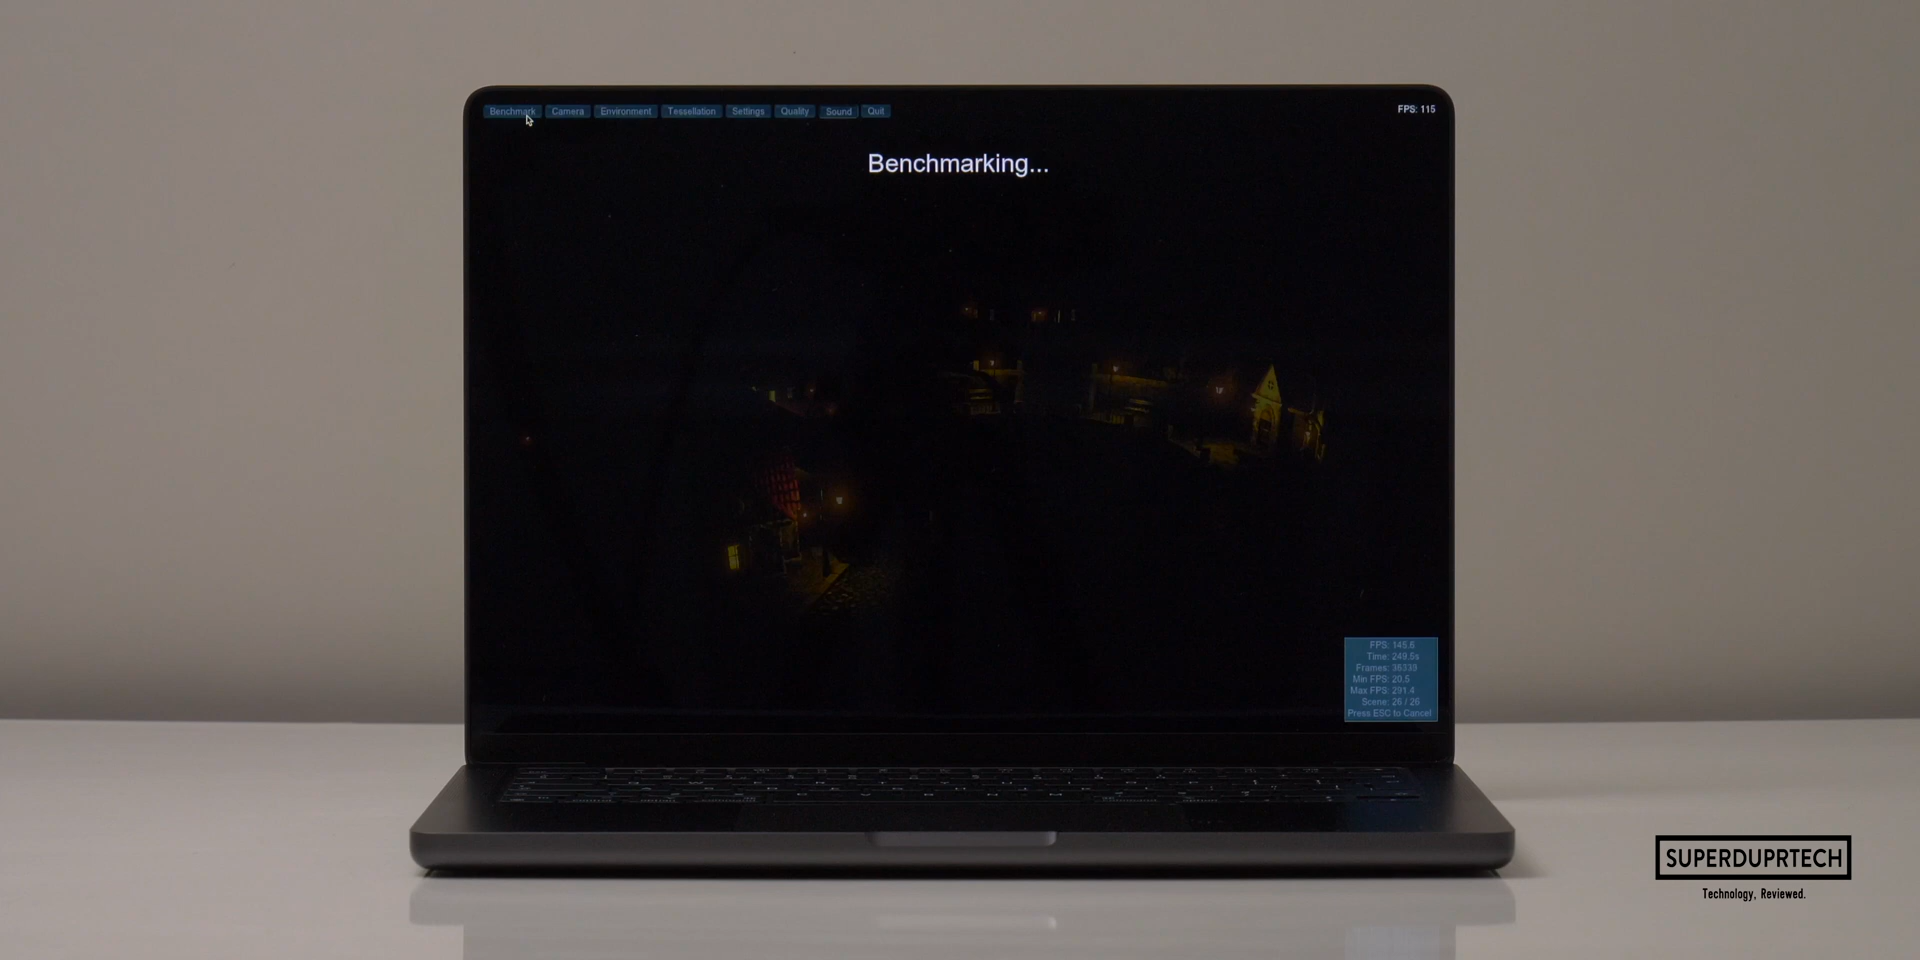 Benchmark Camera Environment Tessellation Settings Quality Sound Quit
FPS: 115
Benchmarking...
FPS: 145.6
Time: 249.5s
Frames: 36339
Min FPS: 20.5
Max FPS: 291.4
Scene: 26 / 26
Press ESC to Cancel
SUPERDUPRTECH
Technology, Reviewed.